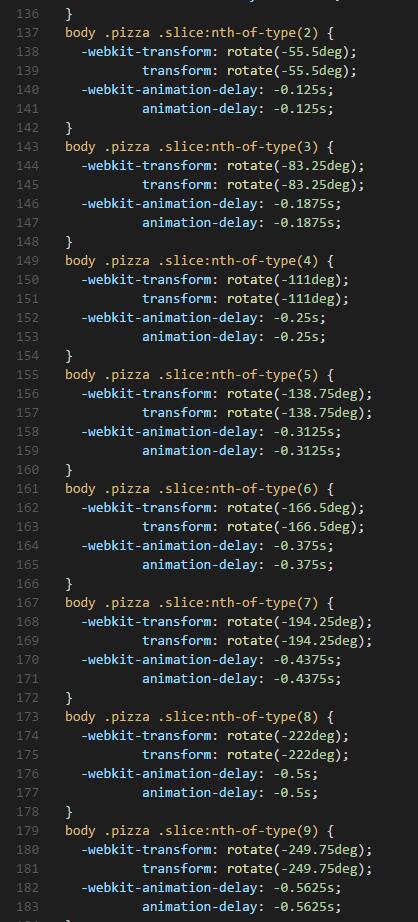 136 }
137 body .pizza .slice:nth-of-type(2) {
138   -webkit-transform: rotate(-55.5deg);
139           transform: rotate(-55.5deg);
140   -webkit-animation-delay: -0.125s;
141           animation-delay: -0.125s;
142 }
143 body .pizza .slice:nth-of-type(3) {
144   -webkit-transform: rotate(-83.25deg);
145           transform: rotate(-83.25deg);
146   -webkit-animation-delay: -0.1875s;
147           animation-delay: -0.1875s;
148 }
149 body .pizza .slice:nth-of-type(4) {
150   -webkit-transform: rotate(-111deg);
151           transform: rotate(-111deg);
152   -webkit-animation-delay: -0.25s;
153           animation-delay: -0.25s;
154 }
155 body .pizza .slice:nth-of-type(5) {
156   -webkit-transform: rotate(-138.75deg);
157           transform: rotate(-138.75deg);
158   -webkit-animation-delay: -0.3125s;
159           animation-delay: -0.3125s;
160 }
161 body .pizza .slice:nth-of-type(6) {
162   -webkit-transform: rotate(-166.5deg);
163           transform: rotate(-166.5deg);
164   -webkit-animation-delay: -0.375s;
165           animation-delay: -0.375s;
166 }
167 body .pizza .slice:nth-of-type(7) {
168   -webkit-transform: rotate(-194.25deg);
169           transform: rotate(-194.25deg);
170   -webkit-animation-delay: -0.4375s;
171           animation-delay: -0.4375s;
172 }
173 body .pizza .slice:nth-of-type(8) {
174   -webkit-transform: rotate(-222deg);
175           transform: rotate(-222deg);
176   -webkit-animation-delay: -0.5s;
177           animation-delay: -0.5s;
178 }
179 body .pizza .slice:nth-of-type(9) {
180   -webkit-transform: rotate(-249.75deg);
181           transform: rotate(-249.75deg);
182   -webkit-animation-delay: -0.5625s;
183           animation-delay: -0.5625s;